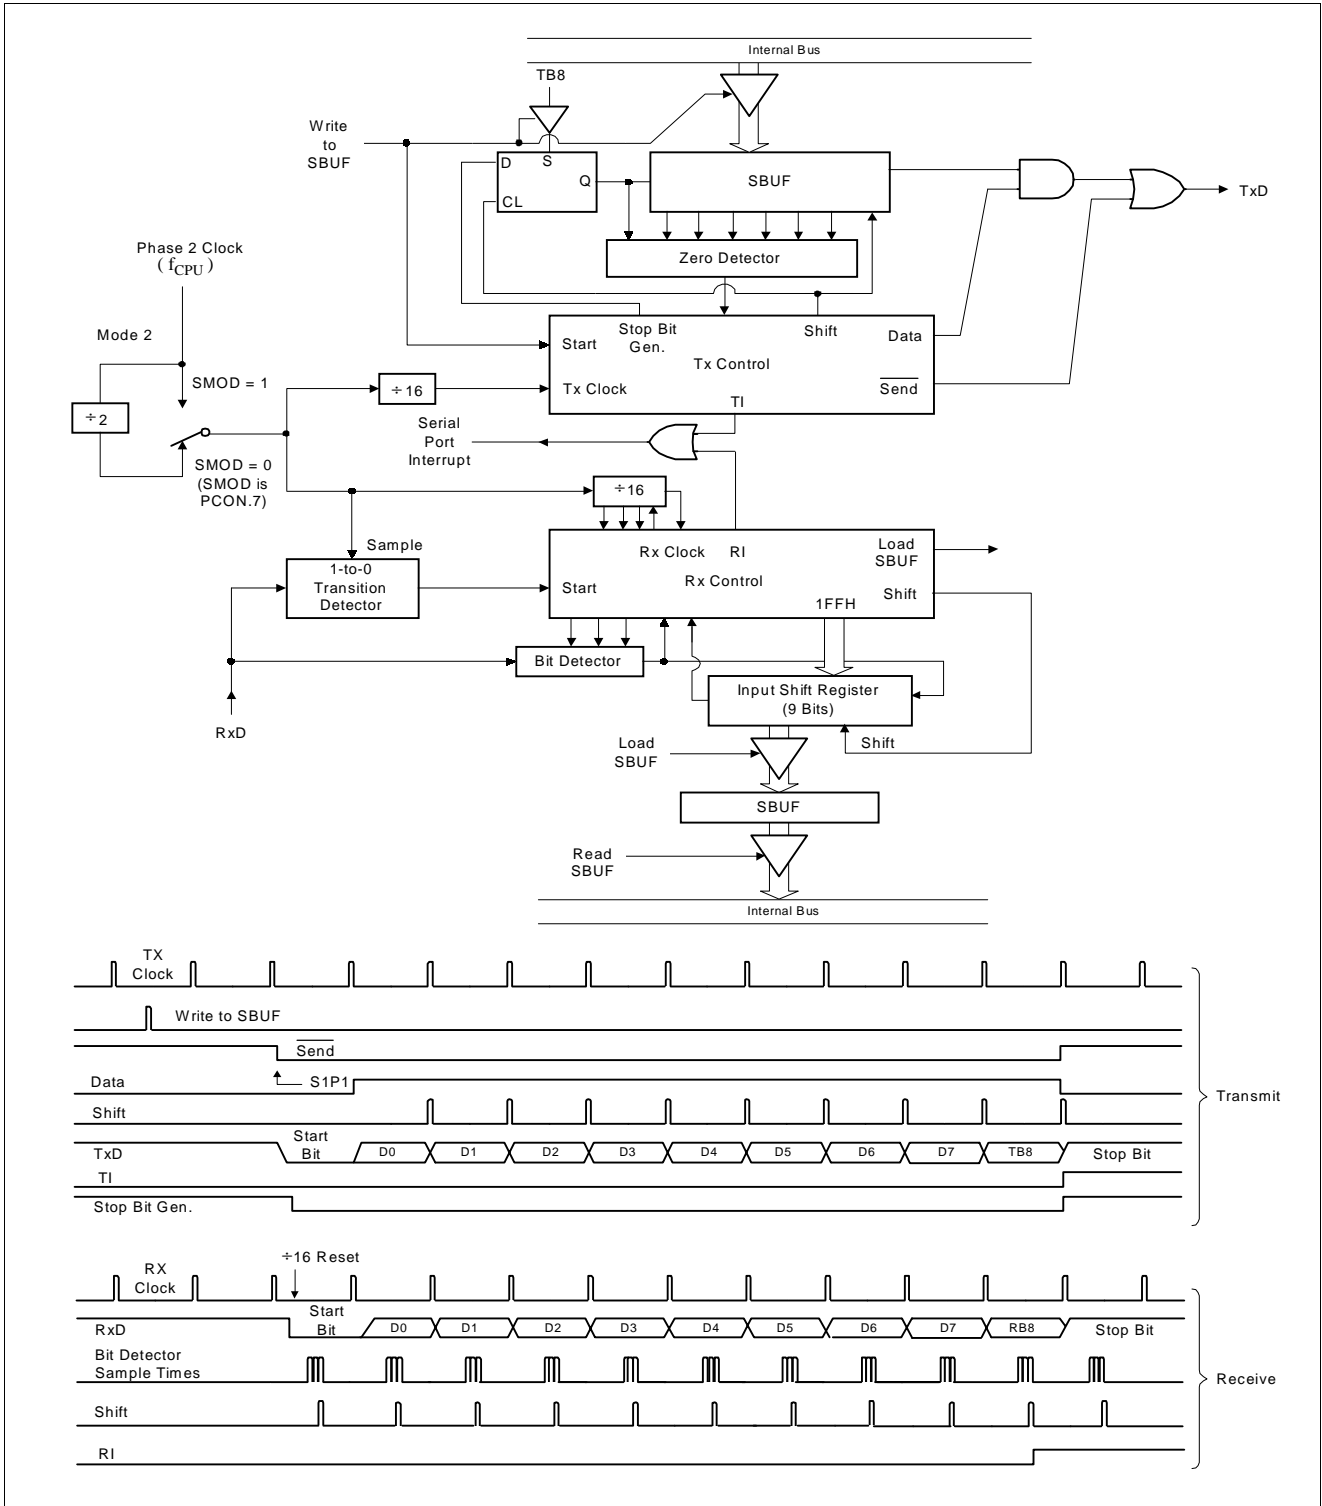 Internal Bus
TB8
Write
to
SBUF
D
S
Q
CL
SBUF
TxD
Zero Detector
Phase 2 Clock
( fCPU )
Mode 2
SMOD = 1
÷2
SMOD = 0
(SMOD is
PCON.7)
÷16
Start
Stop Bit
Gen.
Shift
Data
Tx Control
Tx Clock
Send
TI
Serial
Port
Interrupt
÷16
Sample
1-to-0
Transition
Detector
Rx Clock
RI
Load
SBUF
Rx Control
Start
Shift
1FFH
Bit Detector
Input Shift Register
(9 Bits)
RxD
Load
SBUF
Shift
SBUF
Read
SBUF
Internal Bus
TX
Clock
Write to SBUF
Send
Data
S1P1
Shift
TxD
Start
Bit
D0
D1
D2
D3
D4
D5
D6
D7
TB8
Stop Bit
TI
Stop Bit Gen.
Transmit
÷16 Reset
RX
Clock
RxD
Start
Bit
D0
D1
D2
D3
D4
D5
D6
D7
RB8
Stop Bit
Bit Detector
Sample Times
Shift
RI
Receive